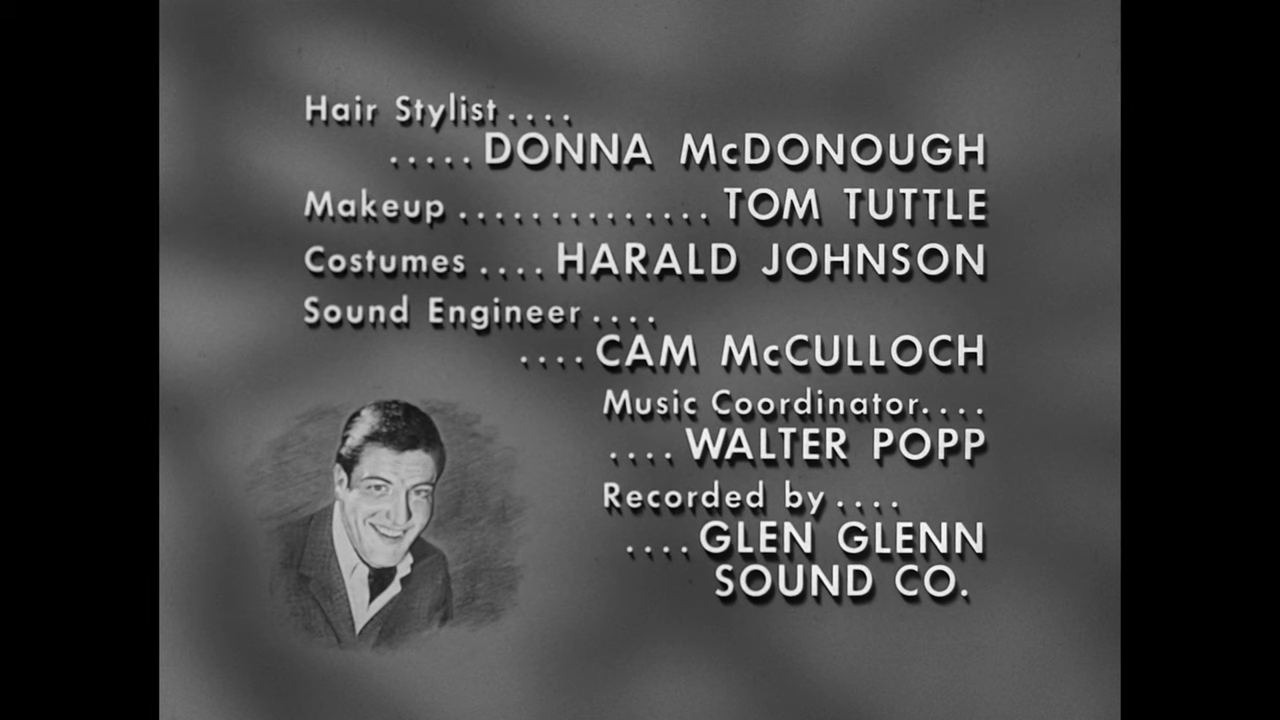 Hair Stylist....
.....DONNA McDONOUGH
Makeup..............TOM TUTTLE
Costumes....HARALD JOHNSON
Sound Engineer....
....CAM McCULLOCH
Music Coordinator....
....WALTER POPP
Recorded by....
....GLEN GLENN
SOUND CO.